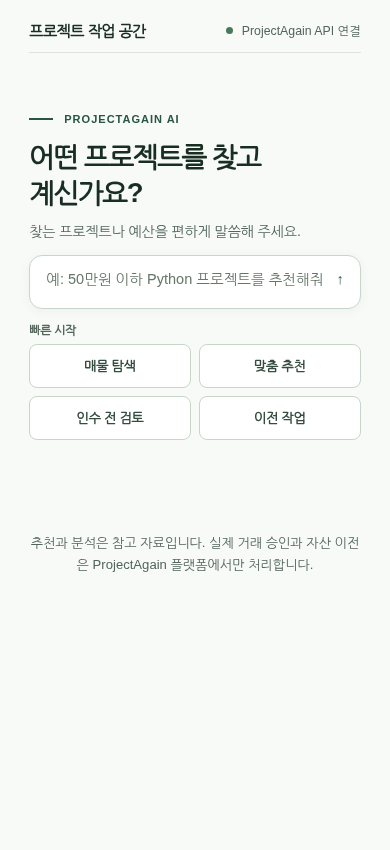 프로젝트 작업 공간
ProjectAgain API 연결
PROJECTAGAIN AI
어떤 프로젝트를 찾고
계신가요?
찾는 프로젝트나 예산을 편하게 말씀해 주세요.
예: 50만원 이하 Python 프로젝트를 추천해줘 ↑
빠른 시작
매물 탐색
맞춤 추천
인수 전 검토
이전 작업
추천과 분석은 참고 자료입니다. 실제 거래 승인과 자산 이전
은 ProjectAgain 플랫폼에서만 처리합니다.